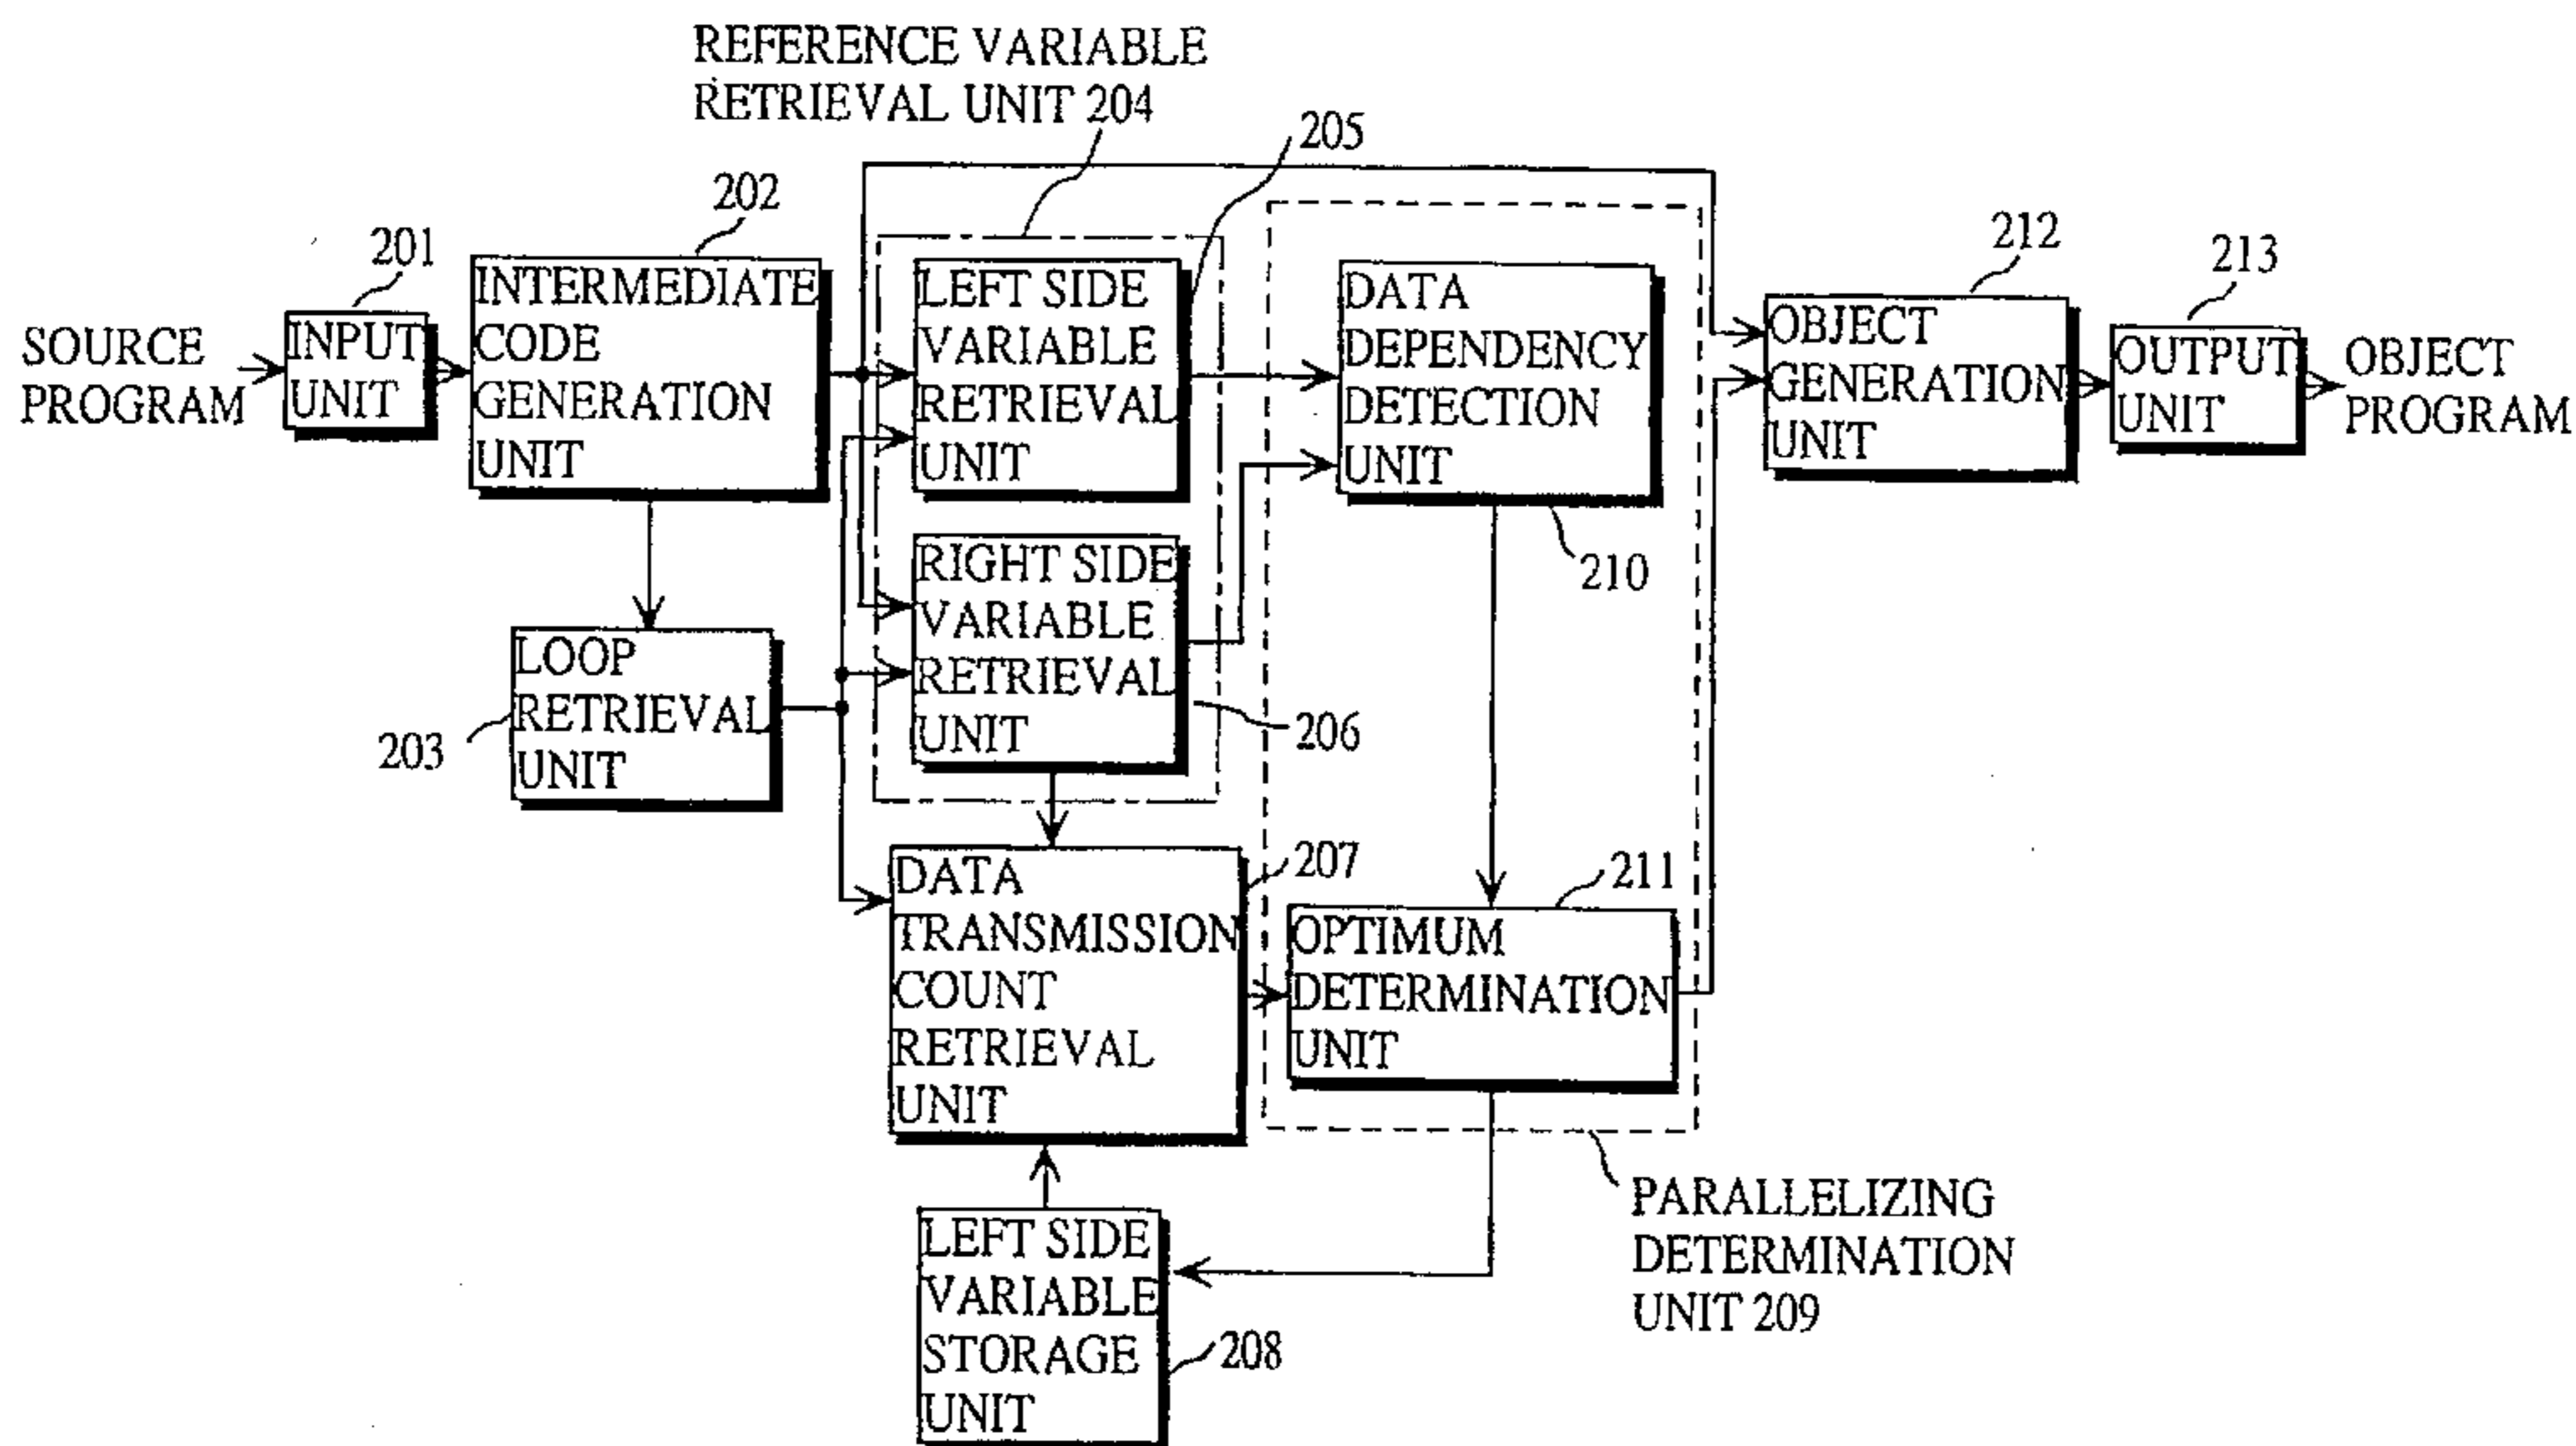 REFERENCE VARIABLE
RETRIEVAL UNIT 204
205
202
201
212
213
SOURCE
PROGRAM
INPUT
UNIT
INTERMEDIATE
CODE
GENERATION
UNIT
LEFT SIDE
VARIABLE
RETRIEVAL
UNIT
DATA
DEPENDENCY
DETECTION
UNIT
OBJECT
GENERATION
UNIT
OUTPUT
UNIT
OBJECT
PROGRAM
210
RIGHT SIDE
VARIABLE
RETRIEVAL
UNIT
206
LOOP
RETRIEVAL
UNIT
203
DATA
TRANSMISSION
COUNT
RETRIEVAL
UNIT
207
211
OPTIMUM
DETERMINATION
UNIT
LEFT SIDE
VARIABLE
STORAGE
UNIT
208
PARALLELIZING
DETERMINATION
UNIT 209